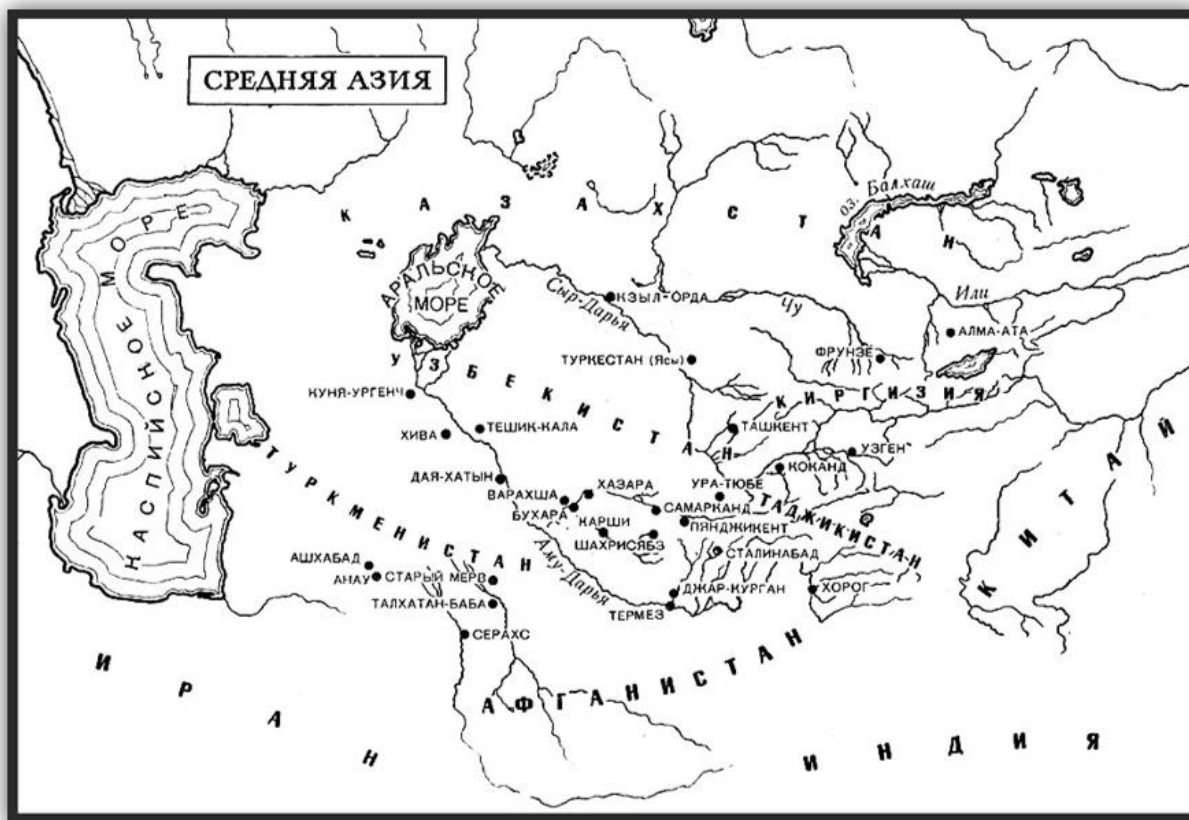 СРЕДНЯЯ АЗИЯ
КАСПИЙСКОЕ МОРЕ
КАЗАХСТАН
АРАЛЬСКОЕ
МОРЕ
оз. Балхаш
Или
Чу
Сыр-Дарья
КЗЫЛ-ОРДА
АЛМА-АТА
ФРУНЗЕ
ТУРКЕСТАН (Ясы)
КИРГИЗИЯ
УЗБЕКИСТАН
КУНЯ-УРГЕНЧ
ХИВА
ТЕШИК-КАЛА
ТАШКЕНТ
УЗГЕН
КОКАНД
КИТАЙ
ДАЯ-ХАТЫН
ВАРАХША
ХАЗАРА
УРА-ТЮБЕ
ТАДЖИКИСТАН
БУХАРА
КАРШИ
САМАРКАНД
ПЯНДЖИКЕНТ
ШАХРИСЯБЗ
СТАЛИНАБАД
ТУРКМЕНИСТАН
Аму-Дарья
АШХАБАД
АНАУ
СТАРЫЙ МЕРВ
ТАЛХАТАН-БАБА
СЕРАХС
ДЖАР-КУРГАН
ТЕРМЕЗ
ХОРОГ
АФГАНИСТАН
ИРАН
ИНДИЯ